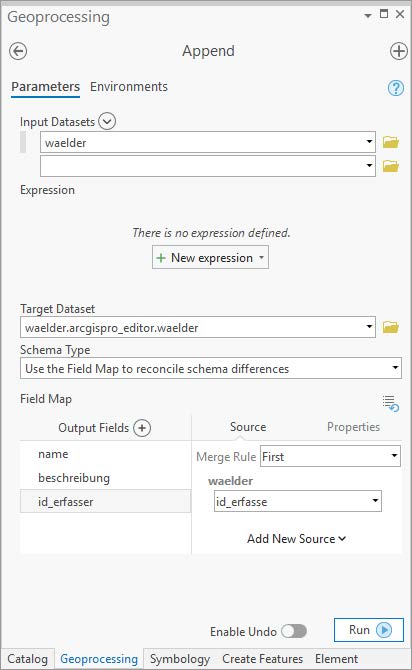 Geoprocessing
Append
Parameters Environments
?
Input Datasets
waelder
Expression
There is no expression defined.
+ New expression
Target Dataset
waelder.arcgispro_editor.waelder
Schema Type
Use the Field Map to reconcile schema differences
Field Map
Output Fields Source Properties
name
Merge Rule First
beschreibung
waelder
id_erfasser
id_erfasse
Add New Source
Enable Undo Run
Catalog Geoprocessing Symbology Create Features Element